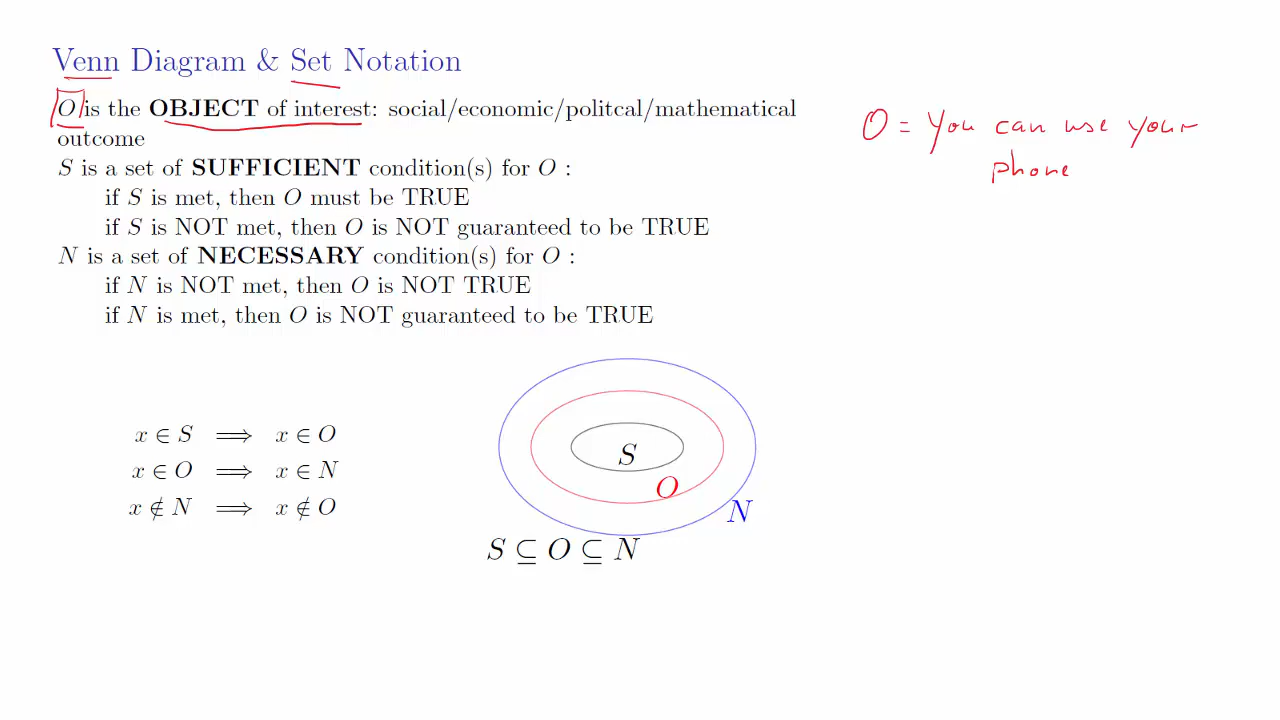 Venn Diagram & Set Notation
O is the OBJECT of interest: social/economic/politcal/mathematical
outcome
S is a set of SUFFICIENT condition(s) for O :
if S is met, then O must be TRUE
if S is NOT met, then O is NOT guaranteed to be TRUE
N is a set of NECESSARY condition(s) for O :
if N is NOT met, then O is NOT TRUE
if N is met, then O is NOT guaranteed to be TRUE
O = You can use your
phone
x ∈ S ⟹ x ∈ O
x ∈ O ⟹ x ∈ N
x ∉ N ⟹ x ∉ O
S
O
N
S ⊆ O ⊆ N